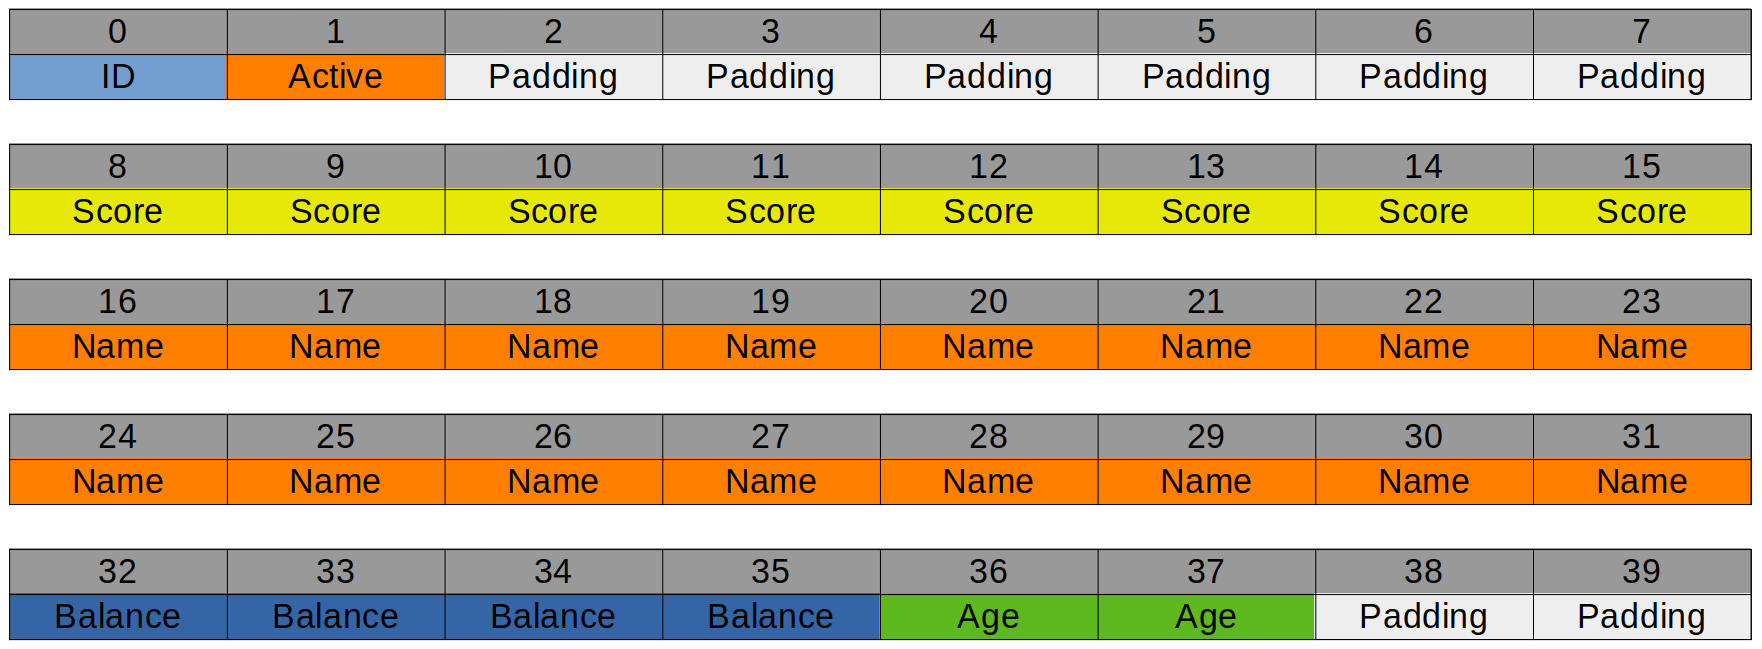 0 1 2 3 4 5 6 7
ID Active Padding Padding Padding Padding Padding Padding
8 9 10 11 12 13 14 15
Score Score Score Score Score Score Score Score
16 17 18 19 20 21 22 23
Name Name Name Name Name Name Name Name
24 25 26 27 28 29 30 31
Name Name Name Name Name Name Name Name
32 33 34 35 36 37 38 39
Balance Balance Balance Balance Age Age Padding Padding